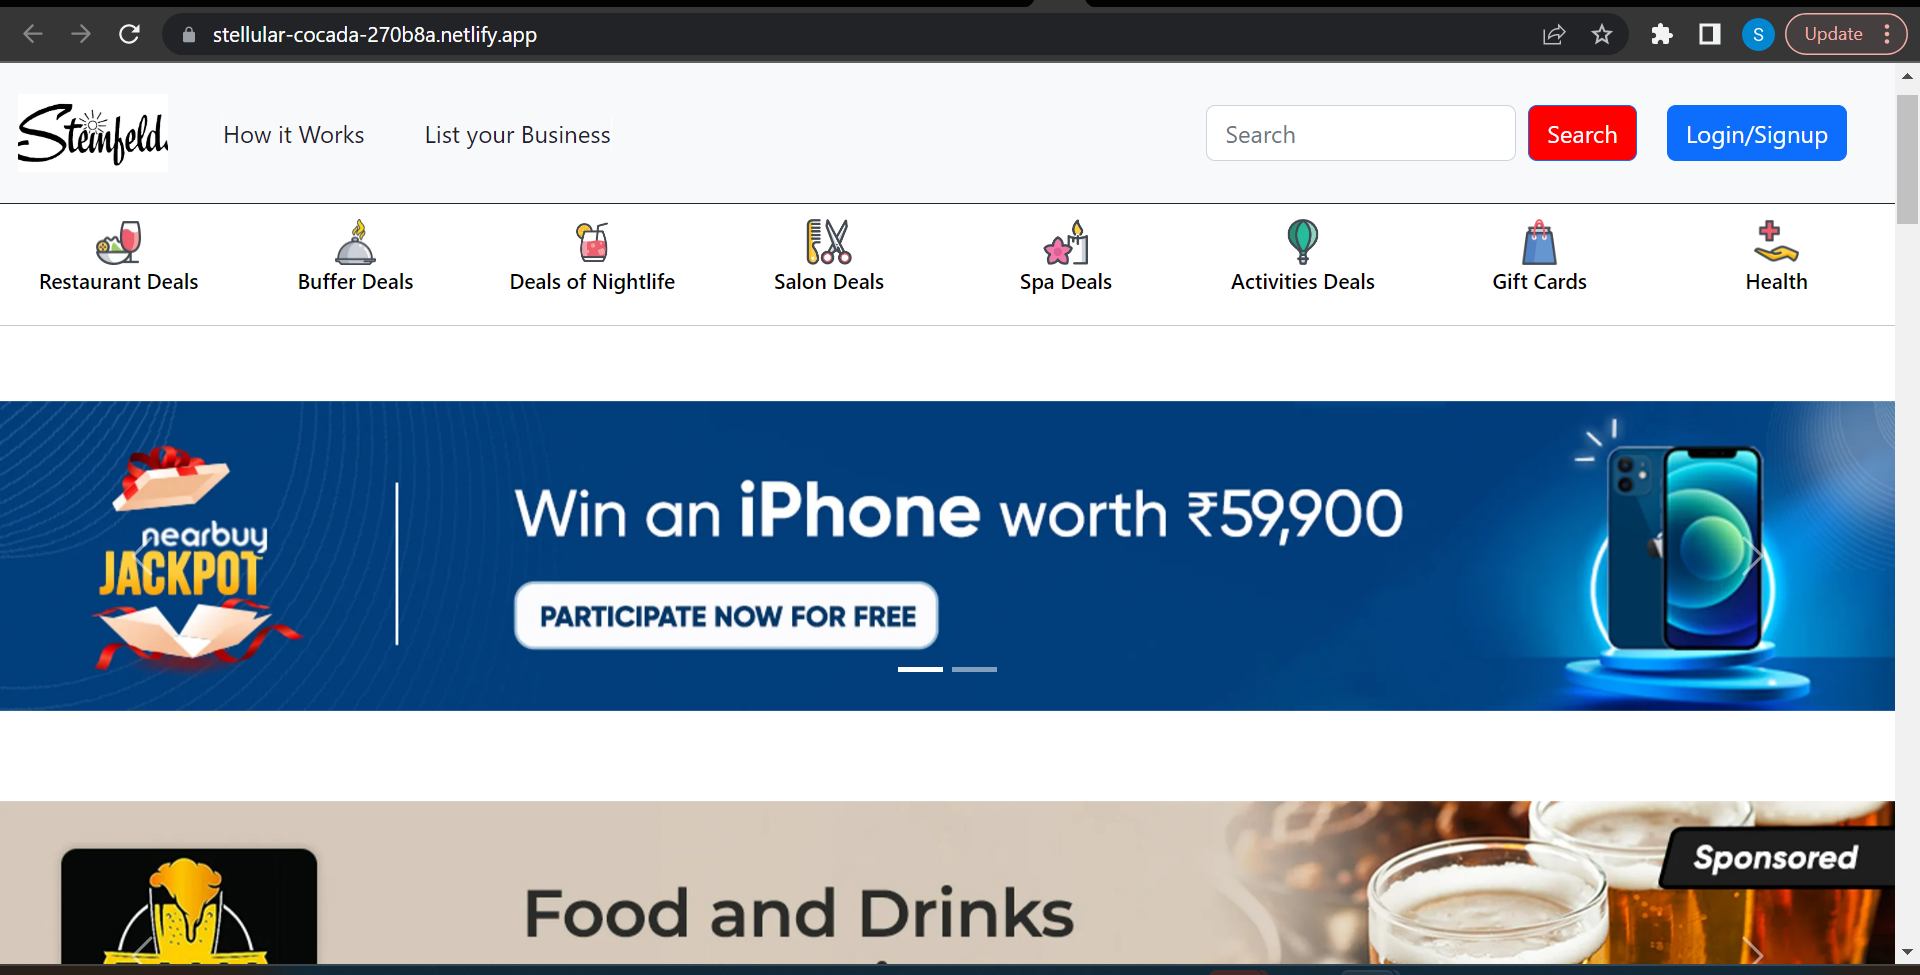 stellular-cocada-270b8a.netlify.app
S
Update
Steinfeld.
How it Works
List your Business
Search
Search
Login/Signup
Restaurant Deals
Buffer Deals
Deals of Nightlife
Salon Deals
Spa Deals
Activities Deals
Gift Cards
Health
nearbuy
JACKPOT
Win an iPhone worth ₹59,900
PARTICIPATE NOW FOR FREE
Sponsored
Food and Drinks